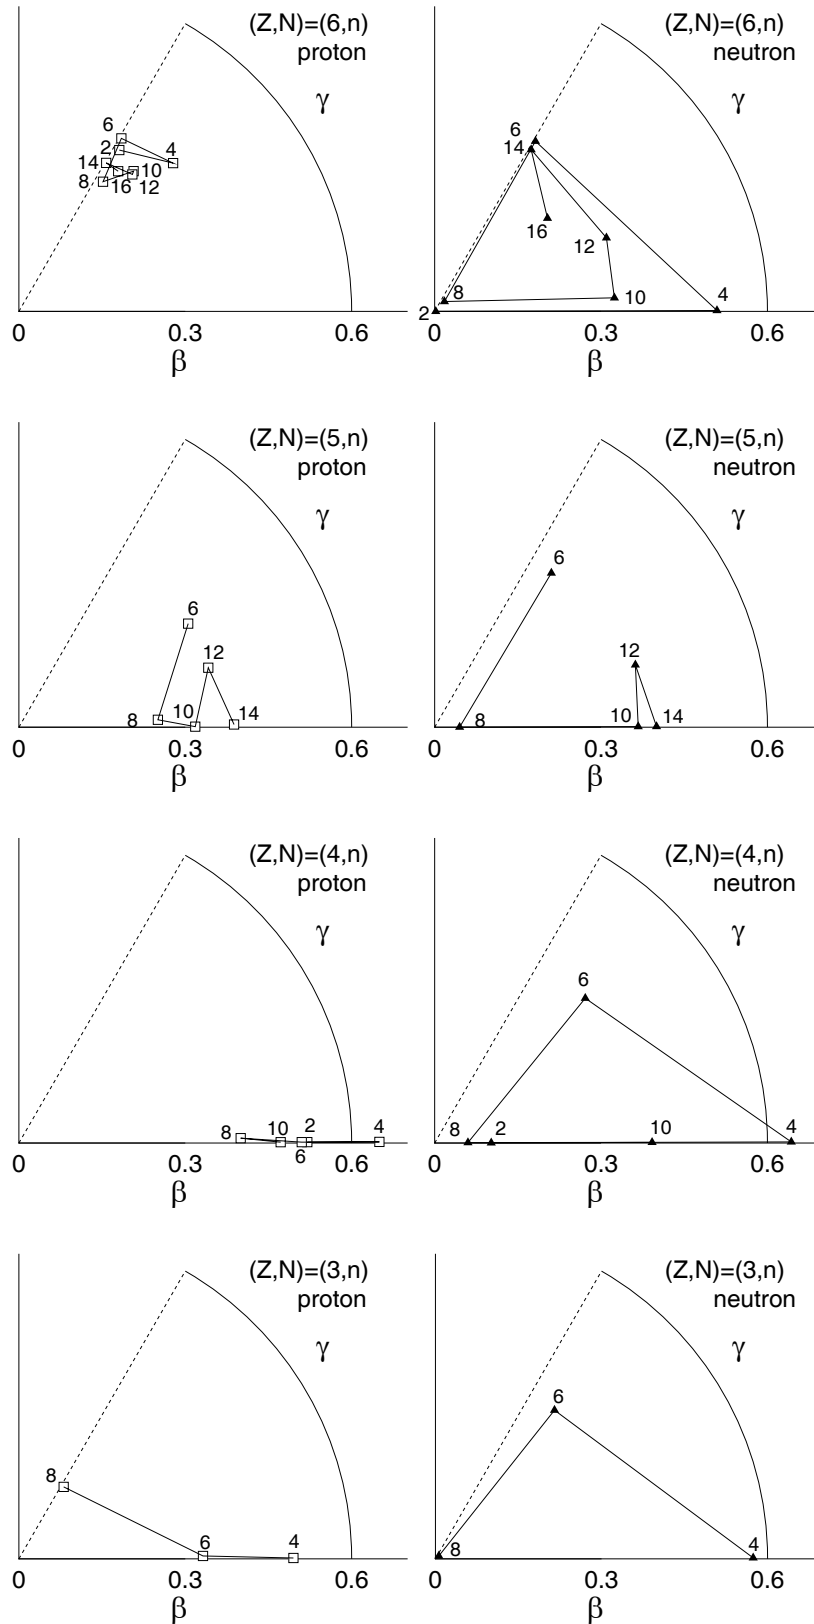 (Z,N)=(6,n)
proton
γ
6
2
4
14
10
8
16
12
0
0.3
0.6
β
(Z,N)=(6,n)
neutron
γ
6
14
16
12
8
10
4
2
0
0.3
0.6
β
(Z,N)=(5,n)
proton
γ
6
12
8
10
14
0
0.3
0.6
β
(Z,N)=(5,n)
neutron
γ
6
12
8
10
14
0
0.3
0.6
β
(Z,N)=(4,n)
proton
γ
8
10
2
4
6
0
0.3
0.6
β
(Z,N)=(4,n)
neutron
γ
6
8
2
10
4
0
0.3
0.6
β
(Z,N)=(3,n)
proton
γ
8
6
4
0
0.3
0.6
β
(Z,N)=(3,n)
neutron
γ
6
8
4
0
0.3
0.6
β